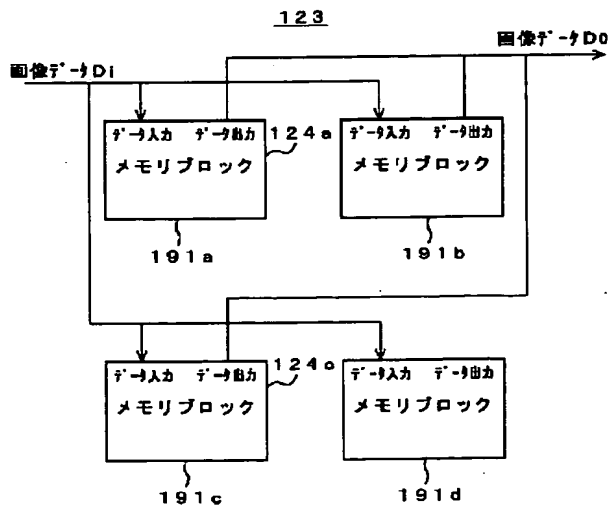 123
画像データDo
画像データDi
データ入力 データ出力
メモリブロック
124a
191a
データ入力 データ出力
メモリブロック
191b
データ入力 データ出力
メモリブロック
124c
191c
データ入力 データ出力
メモリブロック
191d